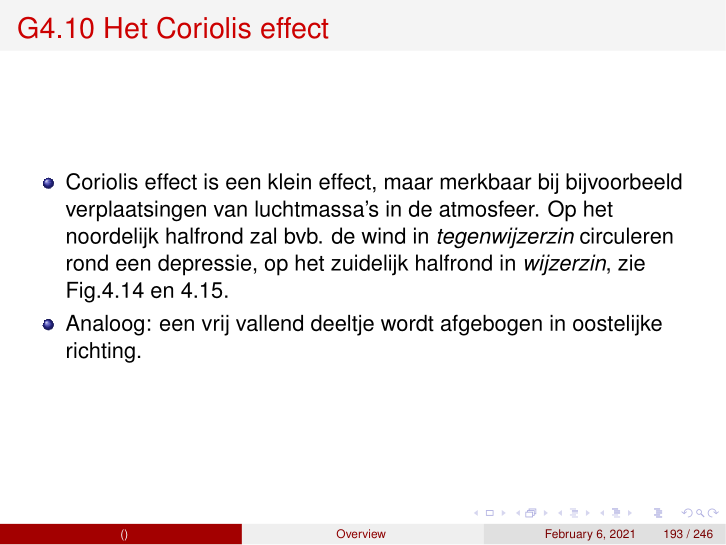 G4.10 Het Coriolis effect
Coriolis effect is een klein effect, maar merkbaar bij bijvoorbeeld
verplaatsingen van luchtmassa's in de atmosfeer. Op het
noordelijk halfrond zal bvb. de wind in tegenwijzerzin circuleren
rond een depressie, op het zuidelijk halfrond in wijzerzin, zie
Fig.4.14 en 4.15.
Analoog: een vrij vallend deeltje wordt afgebogen in oostelijke
richting.
() Overview February 6, 2021 193 / 246